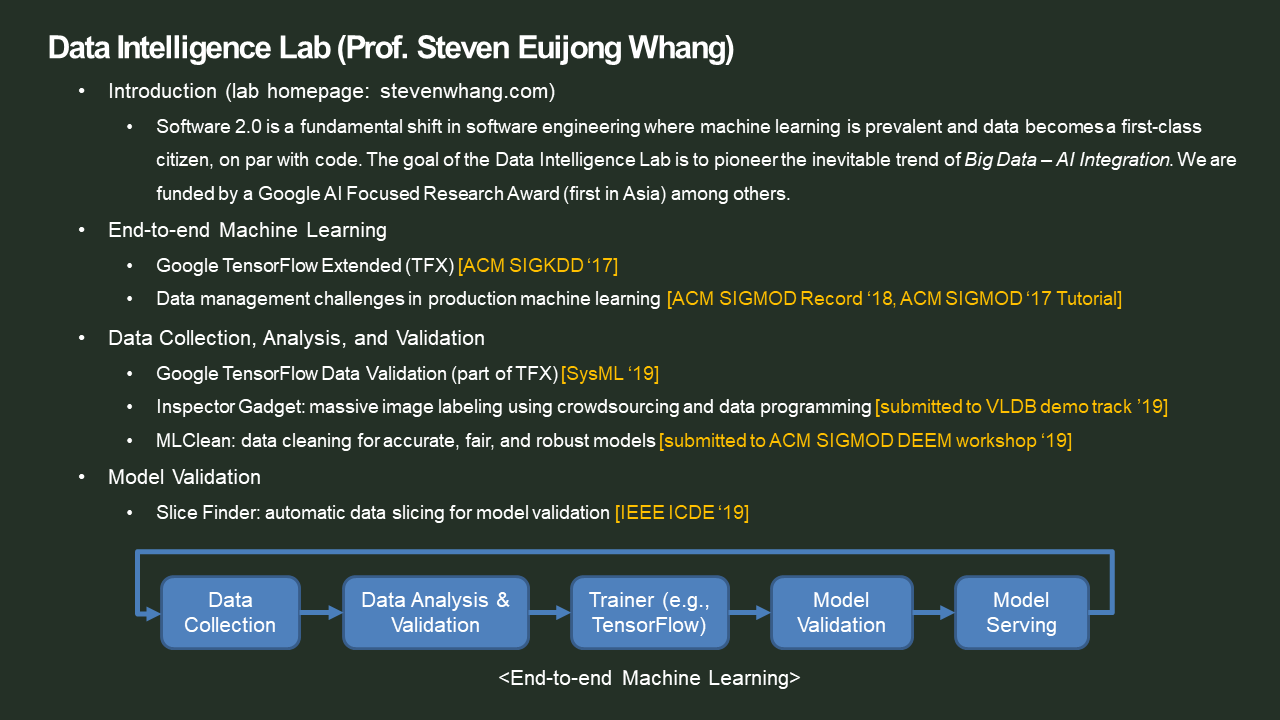 Data Intelligence Lab (Prof. Steven Euijong Whang)
• Introduction (lab homepage: stevenwhang.com)
• Software 2.0 is a fundamental shift in software engineering where machine learning is prevalent and data becomes a first-class
citizen, on par with code. The goal of the Data Intelligence Lab is to pioneer the inevitable trend of Big Data – AI Integration. We are
funded by a Google AI Focused Research Award (first in Asia) among others.
• End-to-end Machine Learning
• Google TensorFlow Extended (TFX) [ACM SIGKDD ‘17]
• Data management challenges in production machine learning [ACM SIGMOD Record ‘18, ACM SIGMOD ‘17 Tutorial]
• Data Collection, Analysis, and Validation
• Google TensorFlow Data Validation (part of TFX) [SysML ‘19]
• Inspector Gadget: massive image labeling using crowdsourcing and data programming [submitted to VLDB demo track ’19]
• MLClean: data cleaning for accurate, fair, and robust models [submitted to ACM SIGMOD DEEM workshop ‘19]
• Model Validation
• Slice Finder: automatic data slicing for model validation [IEEE ICDE ‘19]
Data
Collection
Data Analysis &
Validation
Trainer (e.g.,
TensorFlow)
Model
Validation
Model
Serving
<End-to-end Machine Learning>